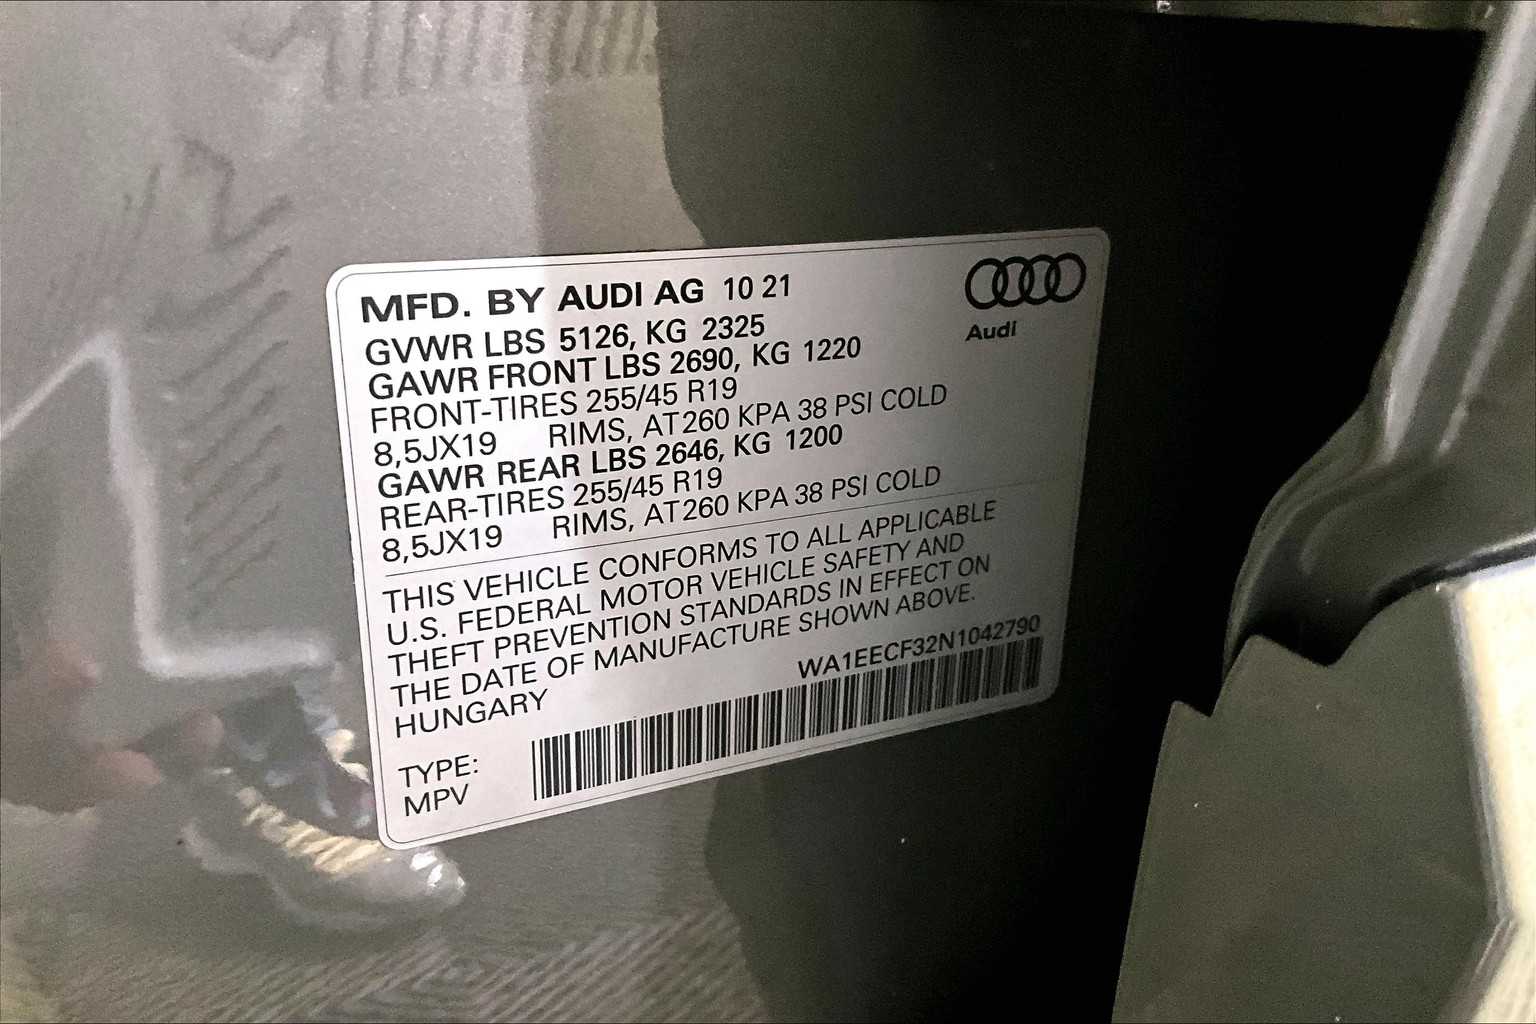 MFD. BY AUDI AG 10 21
Audi
GVWR LBS 5126, KG 2325
GAWR FRONT LBS 2690, KG 1220
FRONT-TIRES 255/45 R19
8,5JX19 RIMS, AT260 KPA 38 PSI COLD
GAWR REAR LBS 2646, KG 1200
REAR-TIRES 255/45 R19
8,5JX19 RIMS, AT260 KPA 38 PSI COLD
THIS VEHICLE CONFORMS TO ALL APPLICABLE
U.S. FEDERAL MOTOR VEHICLE SAFETY AND
THEFT PREVENTION STANDARDS IN EFFECT ON
THE DATE OF MANUFACTURE SHOWN ABOVE.
HUNGARY
WA1EECF32N1042790
TYPE:
MPV